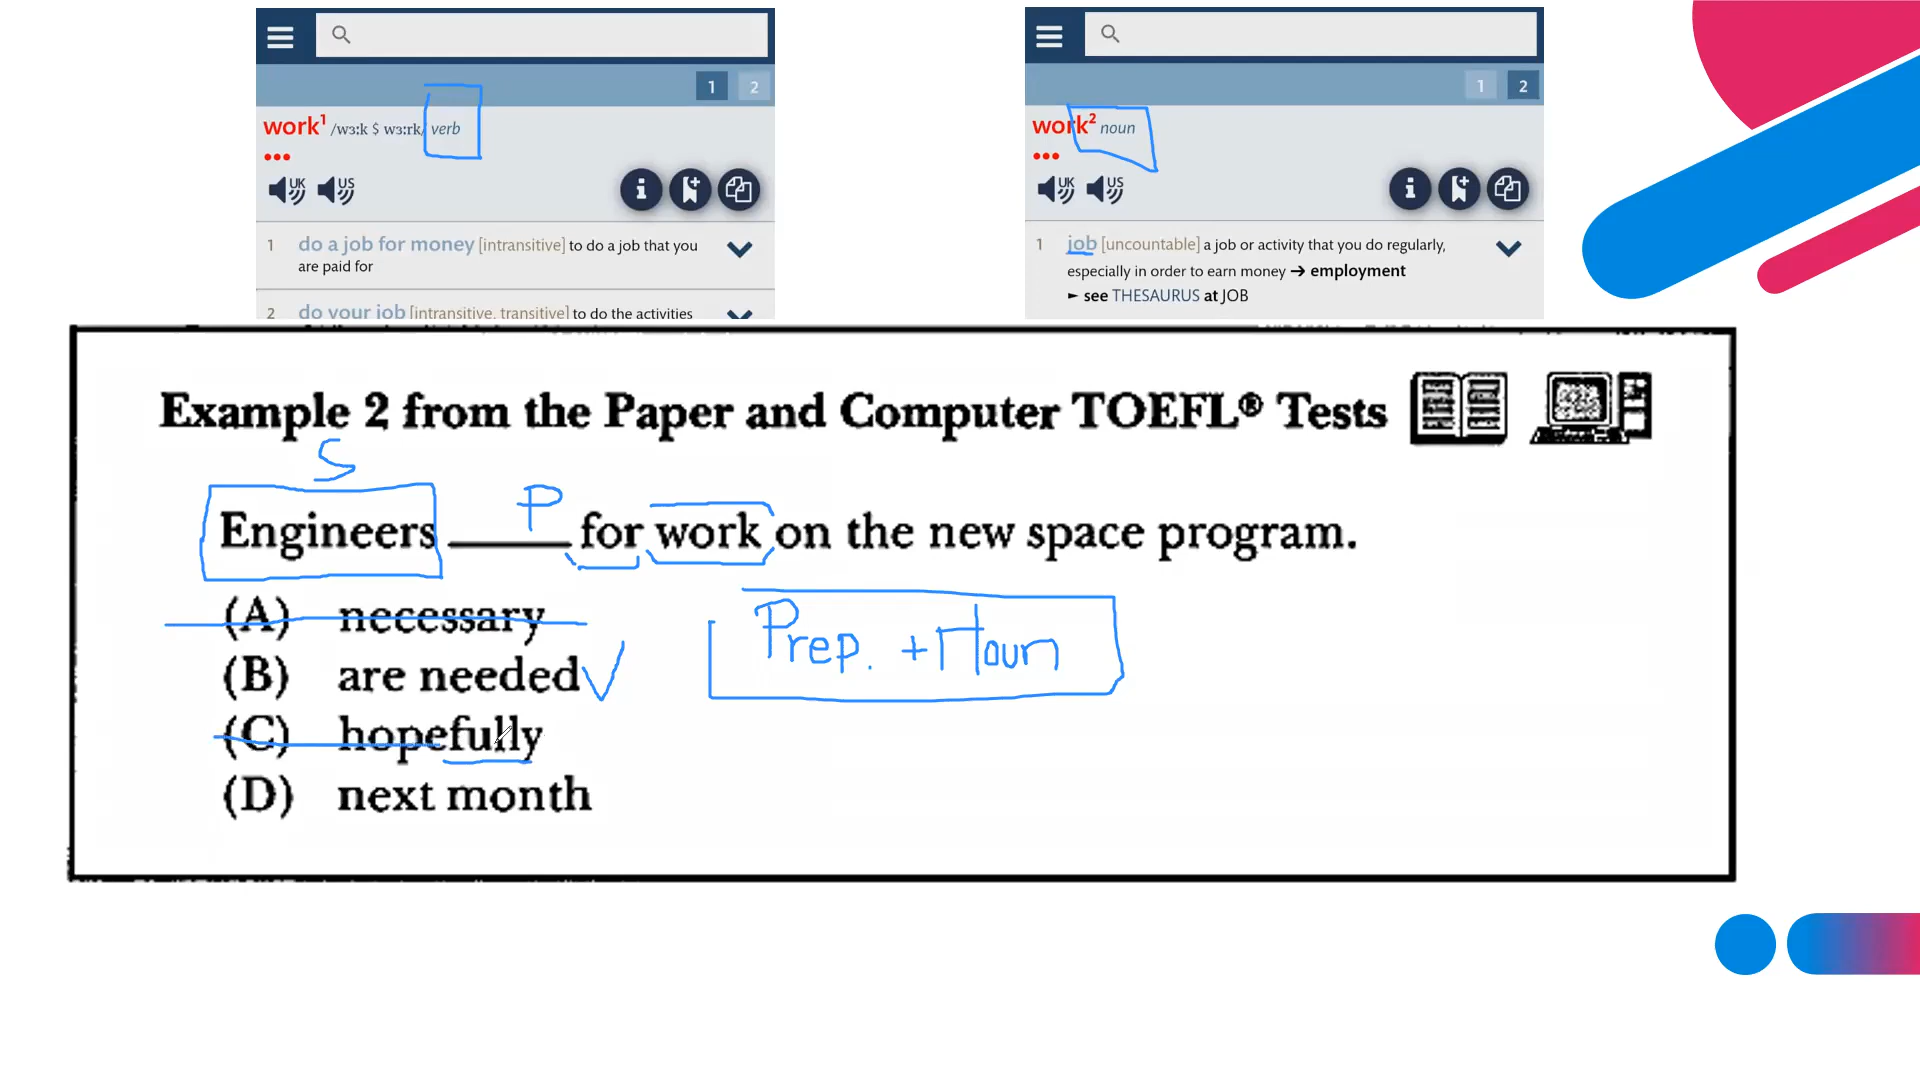 1 2
work¹ /wɜːk $ wɜːrk/ verb
UK US
1 do a job for money [intransitive] to do a job that you
are paid for
2 do your job [intransitive, transitive] to do the activities
1 2
work² noun
UK US
1 job [uncountable] a job or activity that you do regularly,
especially in order to earn money → employment
► see THESAURUS at JOB
Example 2 from the Paper and Computer TOEFL® Tests
S
P
Engineers ____ for work on the new space program.
(A) necessary
(B) are needed
(C) hopefully
(D) next month
Prep. + Noun